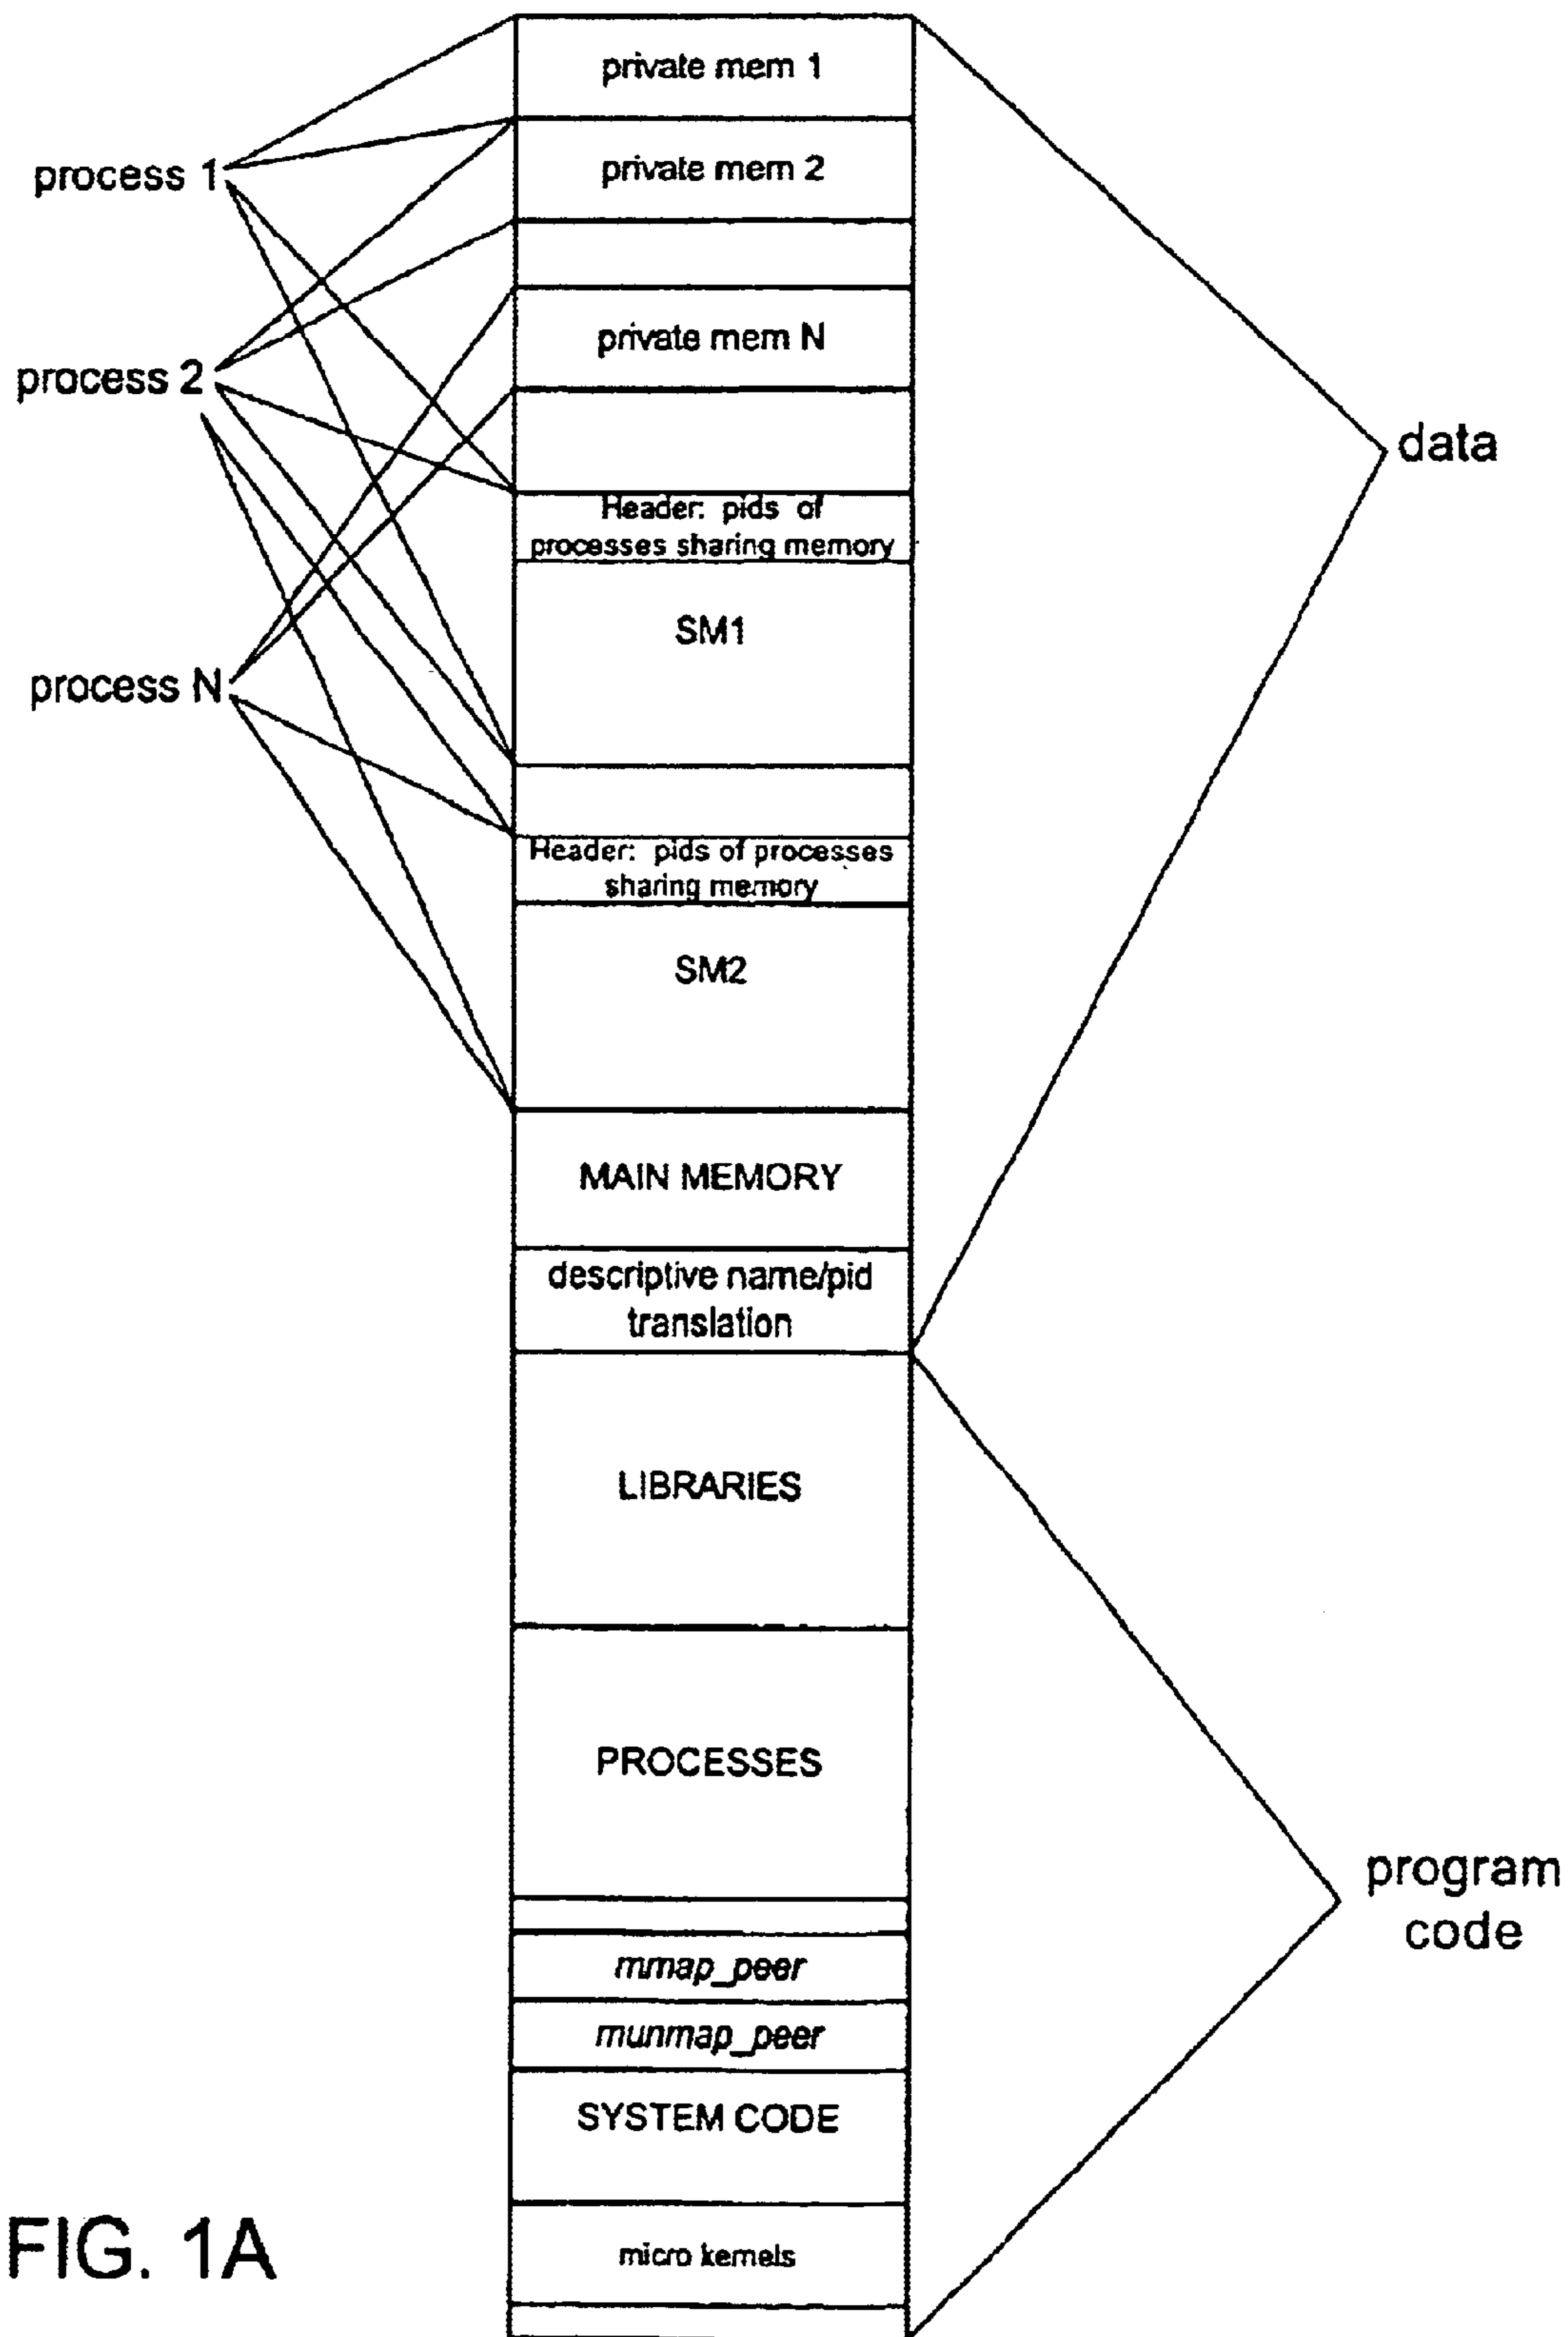 private mem 1
process 1
private mem 2
private mem N
process 2
data
Header: pids of
processes sharing memory
SM1
process N
Header: pids of processes
sharing memory
SM2
MAIN MEMORY
descriptive name/pid
translation
LIBRARIES
PROCESSES
program
code
mmap_peer
munmap_peer
SYSTEM CODE
micro kernels
FIG. 1A